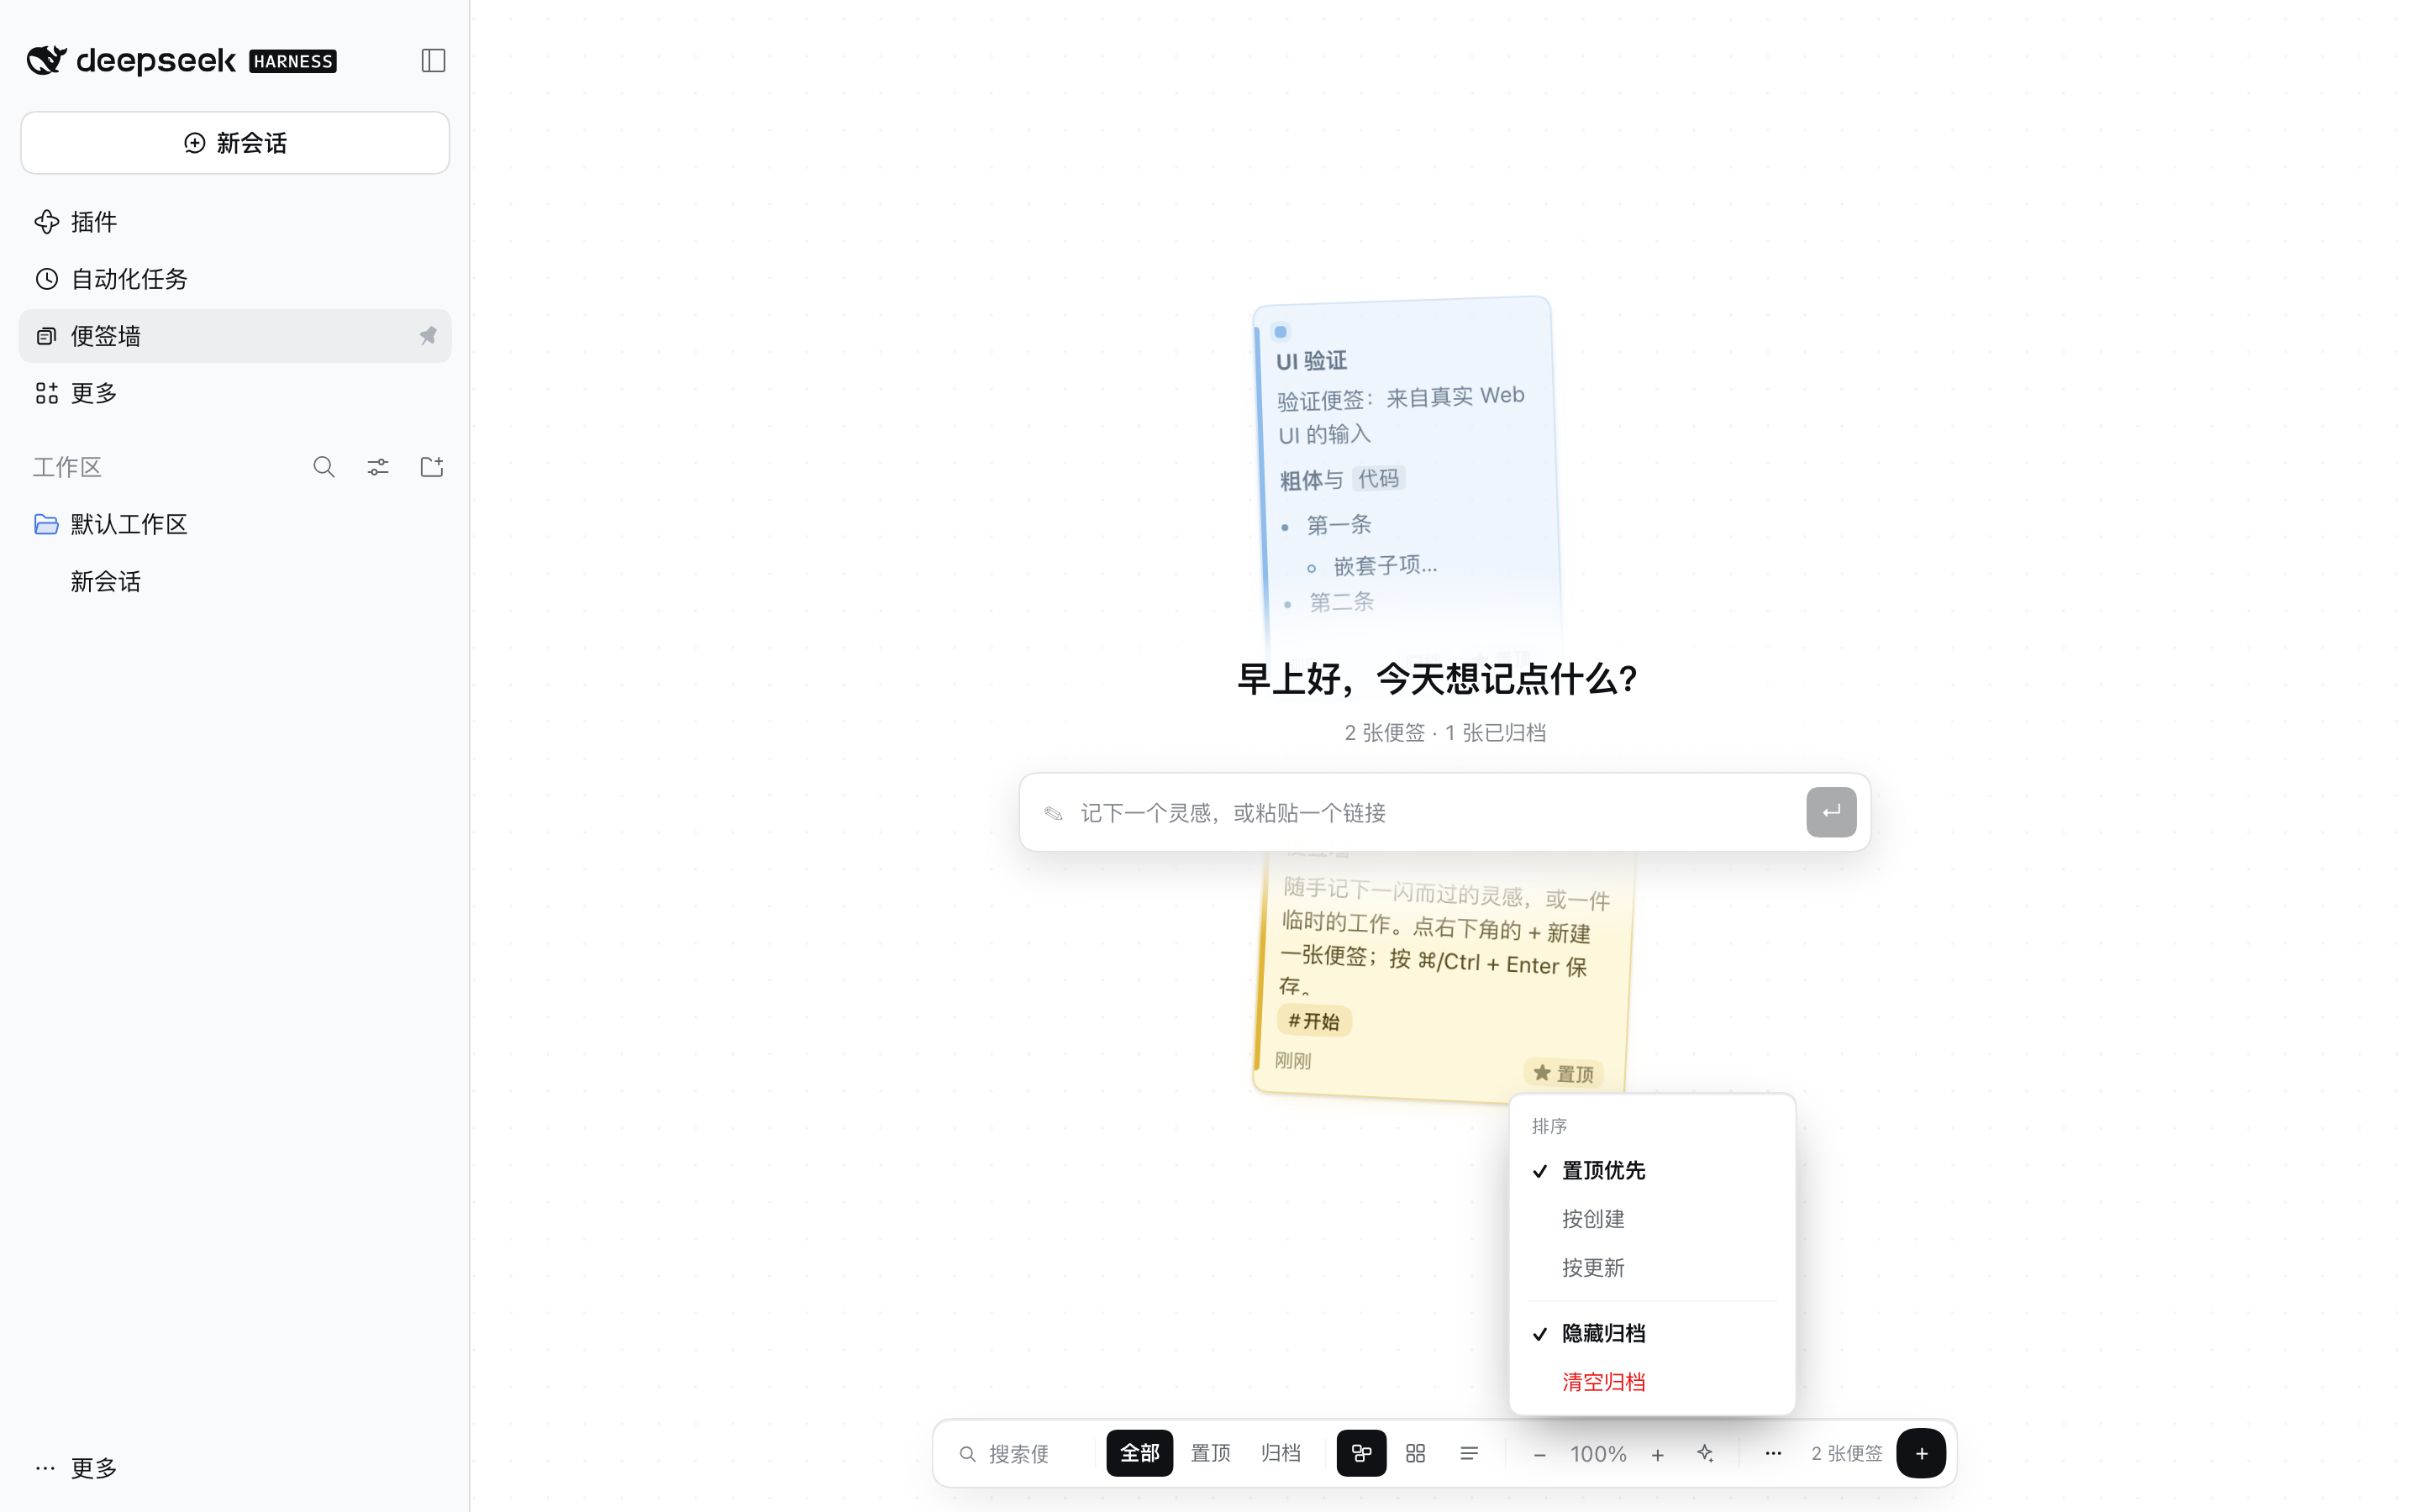 deepseek HARNESS
新会话
插件
自动化任务
便签墙
更多
工作区
默认工作区
新会话
更多
UI 验证
验证便签：来自真实 Web
UI 的输入
粗体与 代码
第一条
嵌套子项...
第二条
早上好，今天想记点什么?
2 张便签 · 1 张已归档
记下一个灵感，或粘贴一个链接
随手记下一闪而过的灵感，或一件
临时的工作。点右下角的 + 新建
一张便签；按 ⌘/Ctrl + Enter 保
存。
#开始
刚刚
★ 置顶
排序
✓ 置顶优先
按创建
按更新
✓ 隐藏归档
清空归档
搜索便 全部 置顶 归档 − 100% + ··· 2 张便签 +